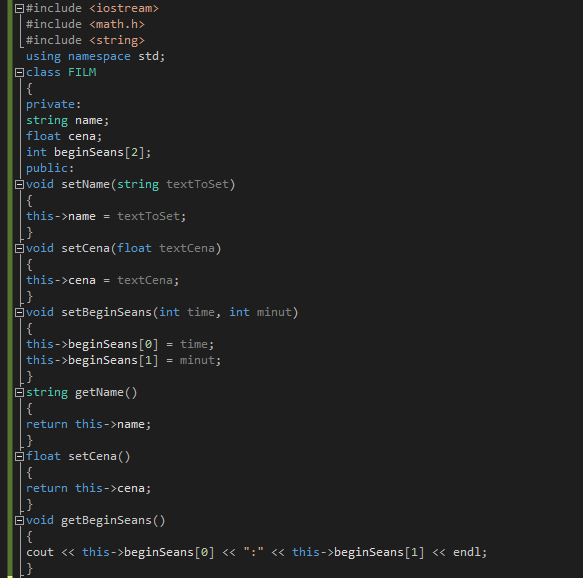 #include <iostream>
#include <math.h>
#include <string>
using namespace std;
class FILM
{
private:
string name;
float cena;
int beginSeans[2];
public:
void setName(string textToSet)
{
this->name = textToSet;
}
void setCena(float textCena)
{
this->cena = textCena;
}
void setBeginSeans(int time, int minut)
{
this->beginSeans[0] = time;
this->beginSeans[1] = minut;
}
string getName()
{
return this->name;
}
float setCena()
{
return this->cena;
}
void getBeginSeans()
{
cout << this->beginSeans[0] << ":" << this->beginSeans[1] << endl;
}